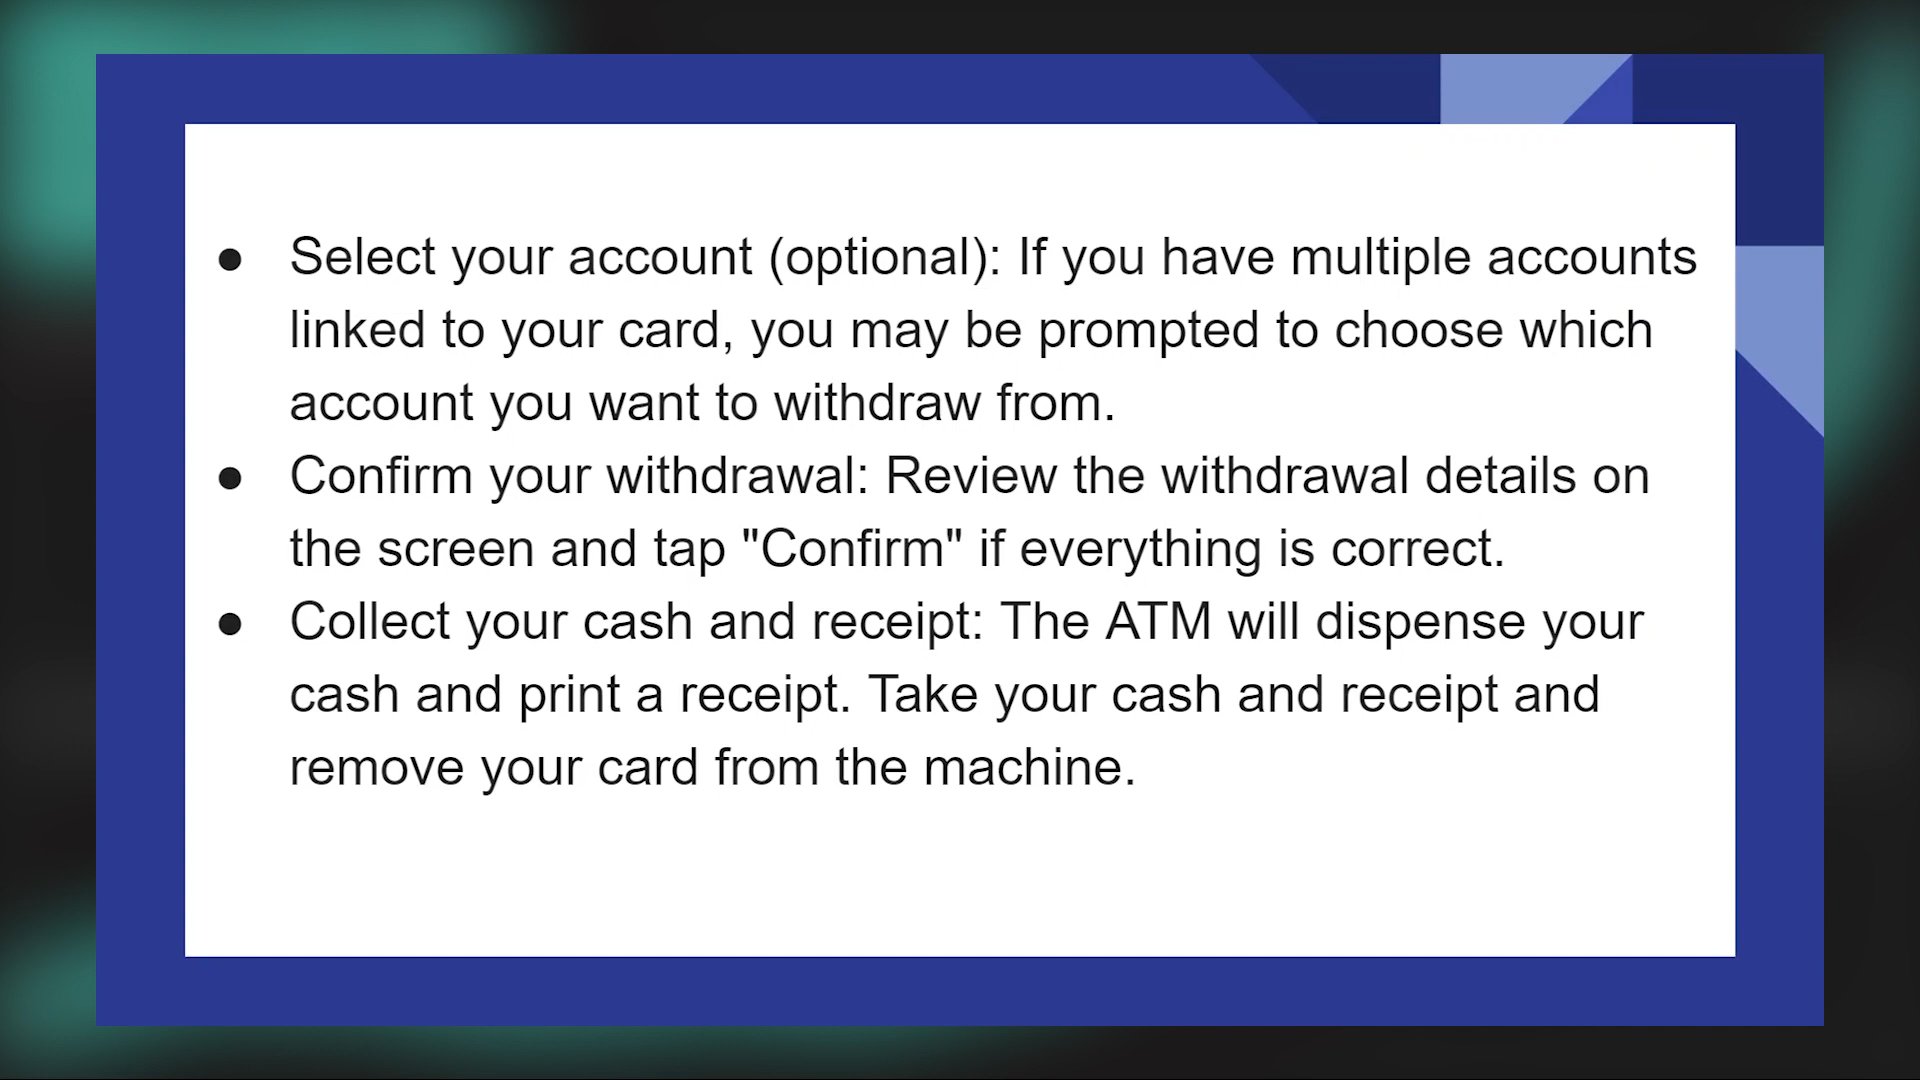 ● Select your account (optional): If you have multiple accounts
linked to your card, you may be prompted to choose which
account you want to withdraw from.
● Confirm your withdrawal: Review the withdrawal details on
the screen and tap "Confirm" if everything is correct.
● Collect your cash and receipt: The ATM will dispense your
cash and print a receipt. Take your cash and receipt and
remove your card from the machine.